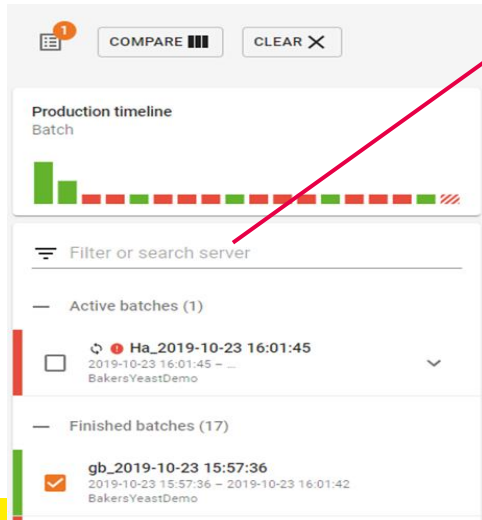 1
COMPARE CLEAR
Production timeline
Batch
Filter or search server
Active batches (1)
Ha_2019-10-23 16:01:45
2019-10-23 16:01:45 – ...
BakersYeastDemo
Finished batches (17)
gb_2019-10-23 15:57:36
2019-10-23 15:57:36 – 2019-10-23 16:01:42
BakersYeastDemo